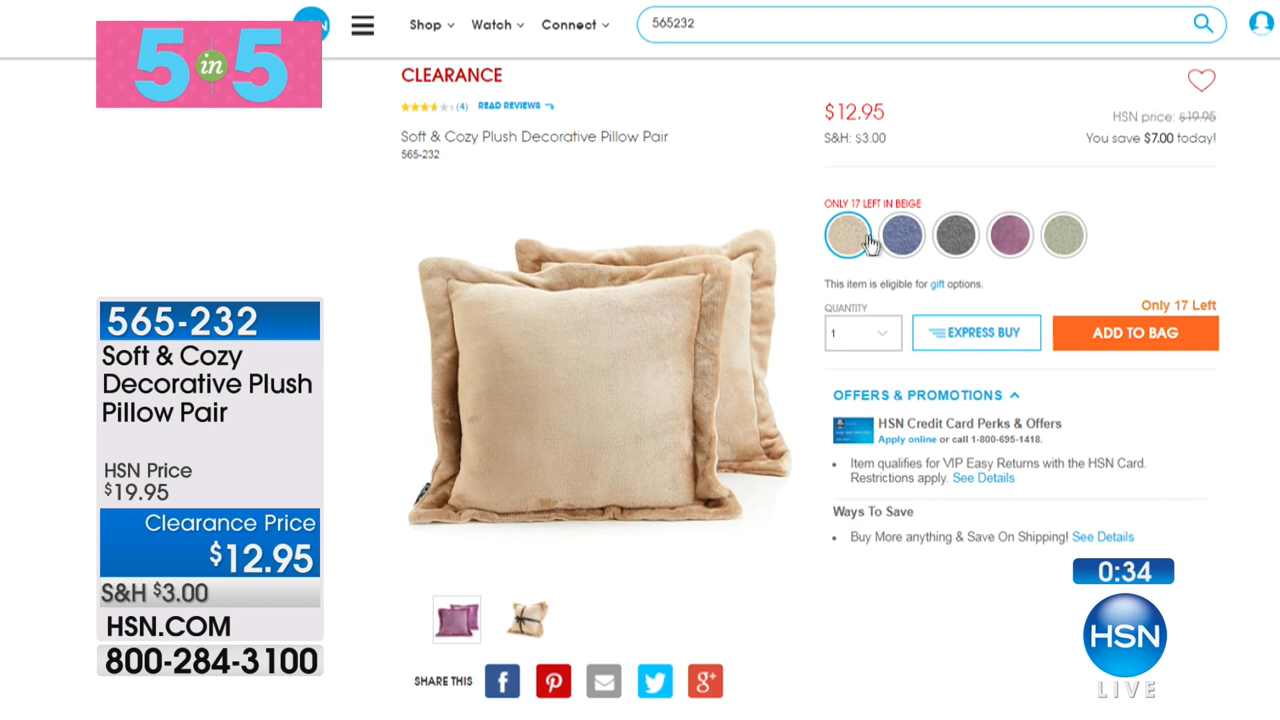 Shop
Watch
Connect
565232
5 in 5
CLEARANCE
(4) READ REVIEWS
Soft & Cozy Plush Decorative Pillow Pair
565-232
$12.95
S&H: $3.00
HSN price: $19.95
You save $7.00 today!
ONLY 17 LEFT IN BEIGE
This item is eligible for gift options.
QUANTITY
Only 17 Left
1
EXPRESS BUY
ADD TO BAG
OFFERS & PROMOTIONS
HSN Credit Card Perks & Offers
Apply online or call 1-800-695-1418.
• Item qualifies for VIP Easy Returns with the HSN Card.
Restrictions apply. See Details
Ways To Save
• Buy More anything & Save On Shipping! See Details
565-232
Soft & Cozy
Decorative Plush
Pillow Pair
HSN Price
$19.95
Clearance Price
$12.95
S&H $3.00
HSN.COM
800-284-3100
SHARE THIS
0:34
HSN
LIVE